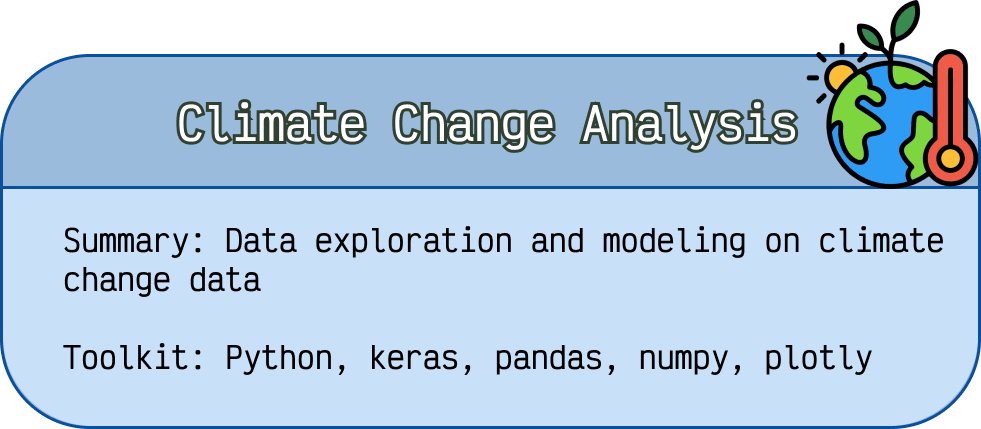 Climate Change Analysis
Summary: Data exploration and modeling on climate
change data
Toolkit: Python, keras, pandas, numpy, plotly